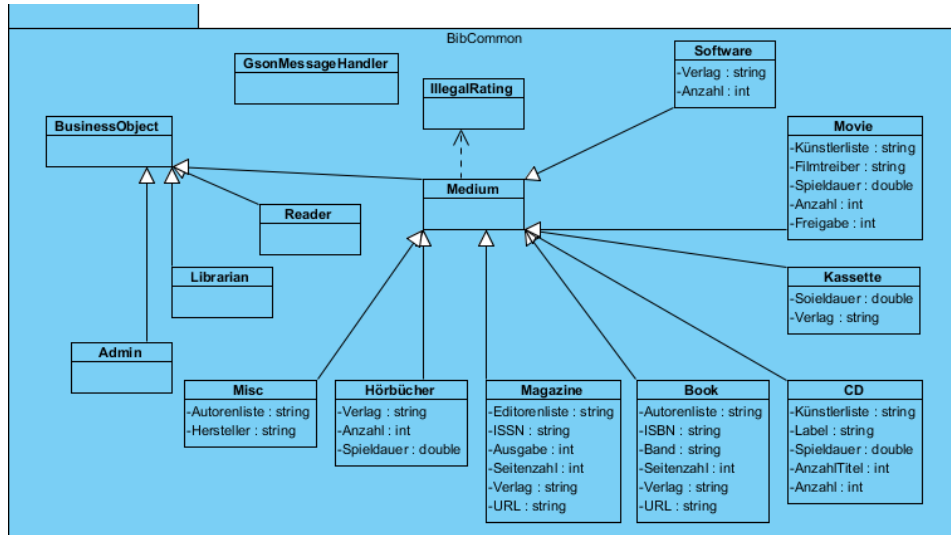 BibCommon
GsonMessageHandler
IllegalRating
Software
-Verlag : string
-Anzahl : int
BusinessObject
Movie
-Künstlerliste : string
-Filmtreiber : string
-Spieldauer : double
-Anzahl : int
-Freigabe : int
Medium
Reader
Librarian
Kassette
-Soieldauer : double
-Verlag : string
Admin
Misc
-Autorenliste : string
-Hersteller : string
Hörbücher
-Verlag : string
-Anzahl : int
-Spieldauer : double
Magazine
-Editorenliste : string
-ISSN : string
-Ausgabe : int
-Seitenzahl : int
-Verlag : string
-URL : string
Book
-Autorenliste : string
-ISBN : string
-Band : string
-Seitenzahl : int
-Verlag : string
-URL : string
CD
-Künstlerliste : string
-Label : string
-Spieldauer : double
-AnzahlTitel : int
-Anzahl : int